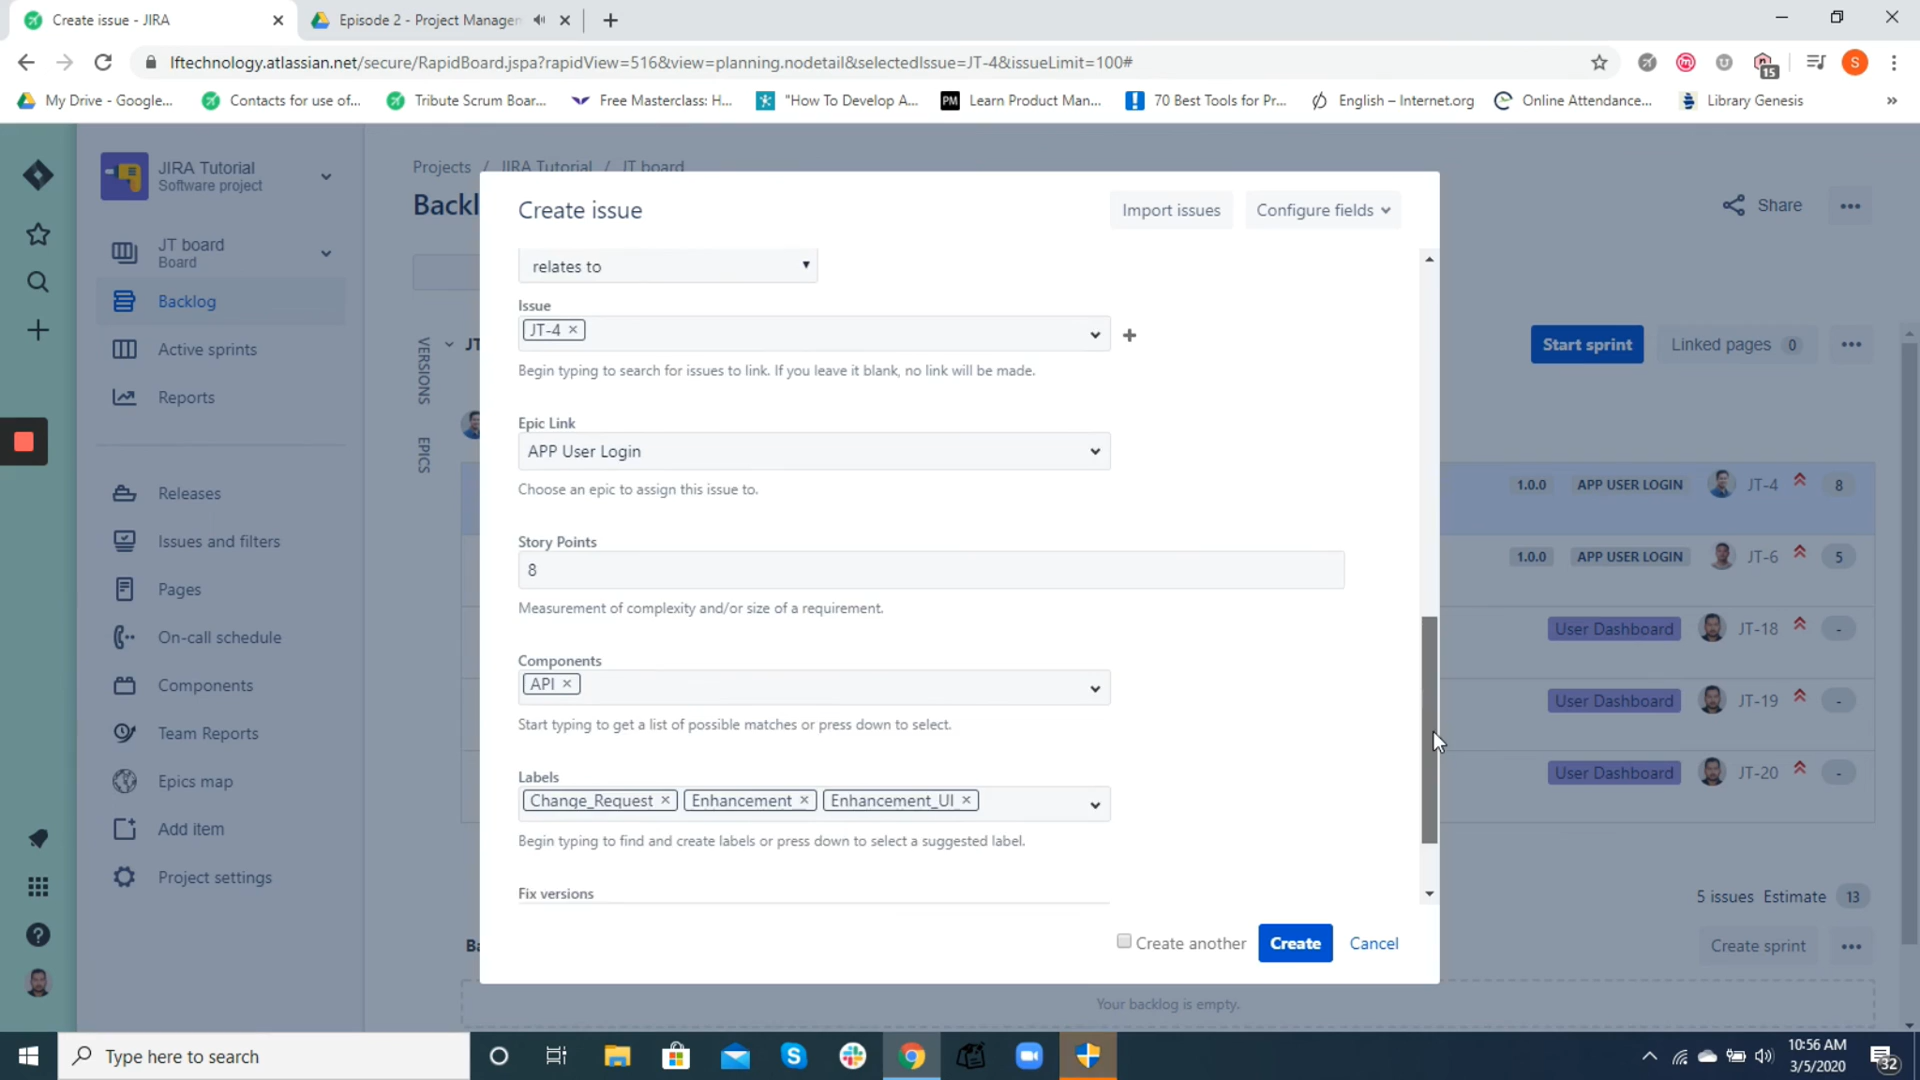 Create issue - JIRA
Episode 2 - Project Managen
lftechnology.atlassian.net/secure/RapidBoard.jspa?rapidView=516&view=planning.nodetail&selectedIssue=JT-4&issueLimit=100#
15
S
My Drive - Google...
Contacts for use of...
Tribute Scrum Boar...
Free Masterclass: H...
"How To Develop A...
PM
Learn Product Man...
70 Best Tools for Pr...
English – Internet.org
Online Attendance...
Library Genesis
»
JIRA Tutorial
Software project
JT board
Board
Backlog
Active sprints
Reports
Releases
Issues and filters
Pages
On-call schedule
Components
Team Reports
Epics map
Add item
Project settings
Projects / JIRA Tutorial / JT board
Backl
Share
VERSIONS
EPICS
JT
Start sprint
Linked pages 0
1.0.0 APP USER LOGIN JT-4 8
1.0.0 APP USER LOGIN JT-6 5
User Dashboard JT-18 -
User Dashboard JT-19 -
User Dashboard JT-20 -
5 issues Estimate 13
Ba
Create sprint
Your backlog is empty.
Create issue
Import issues
Configure fields
relates to
Issue
JT-4 ×
Begin typing to search for issues to link. If you leave it blank, no link will be made.
Epic Link
APP User Login
Choose an epic to assign this issue to.
Story Points
8
Measurement of complexity and/or size of a requirement.
Components
API ×
Start typing to get a list of possible matches or press down to select.
Labels
Change_Request × Enhancement × Enhancement_UI ×
Begin typing to find and create labels or press down to select a suggested label.
Fix versions
Create another
Create
Cancel
Type here to search
10:56 AM
3/5/2020
32